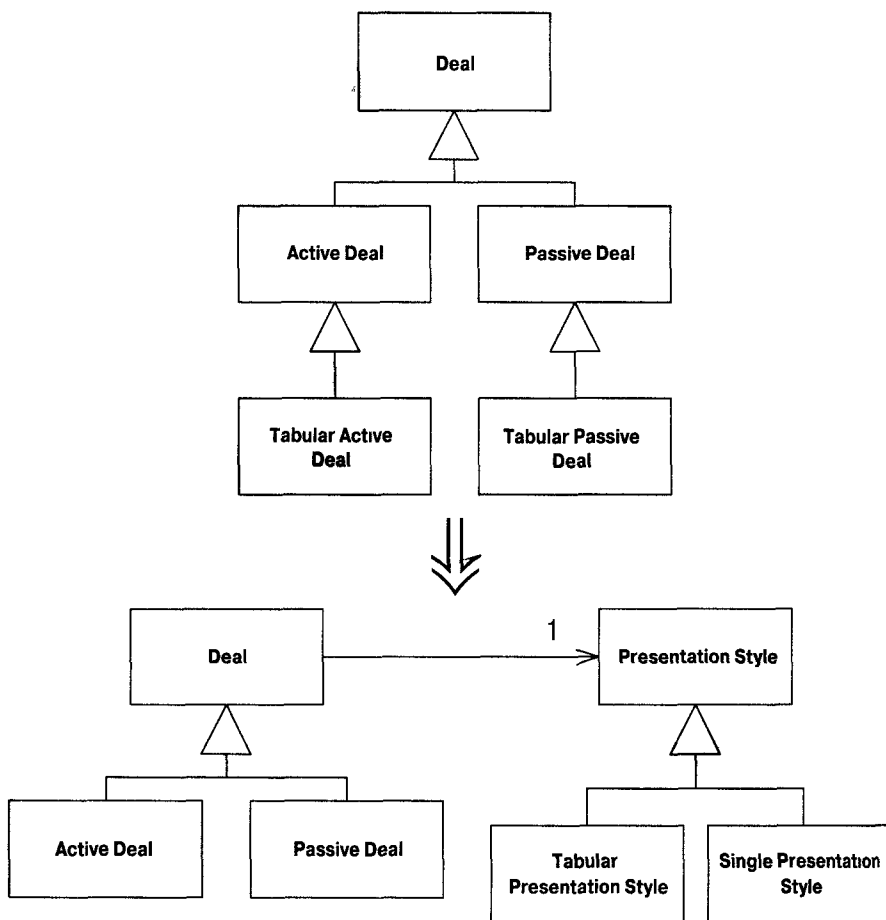 Deal
Active Deal
Passive Deal
Tabular Active
Deal
Tabular Passive
Deal
1
Deal
Presentation Style
Active Deal
Passive Deal
Tabular
Presentation Style
Single Presentation
Style